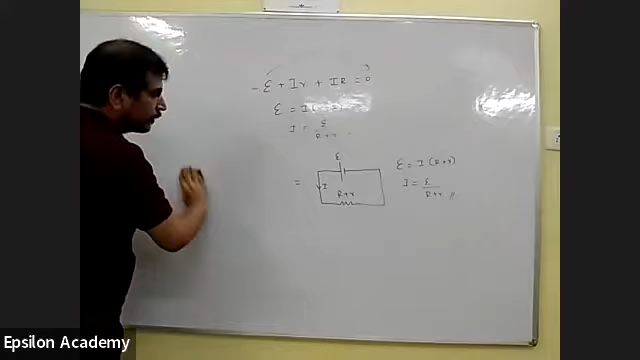 - ε + Ir + IR = 0
ε = I(
I = ε / R+r
ε
= I
R+r
ε = I (R+r)
I = ε / R+r //
Epsilon Academy